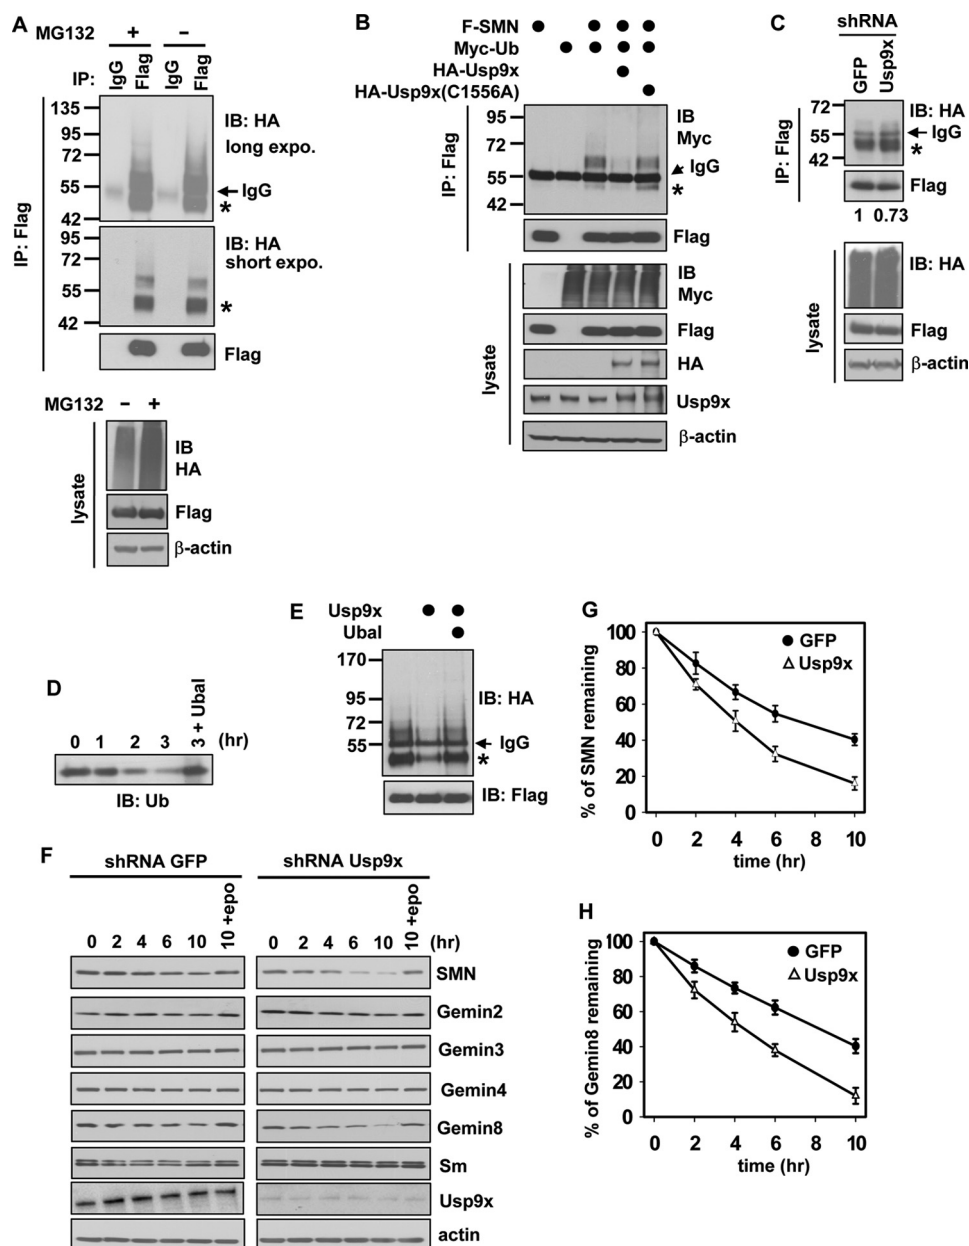 A
MG132 + −
IP: IgG Flag IgG Flag
IP: Flag
135
95
72
55
42
IB: HA
long expo.
IgG
*
95
72
55
42
IB: HA
short expo.
*
Flag
MG132 − +
lysate
IB
HA
Flag
β-actin
B
F-SMN
Myc-Ub
HA-Usp9x
HA-Usp9x(C1556A)
IP: Flag
95
72
55
42
IB
Myc
IgG
*
Flag
lysate
IB
Myc
Flag
HA
Usp9x
β-actin
C
shRNA
GFP Usp9x
IP: Flag
72
55
42
IB: HA
IgG
*
Flag
1 0.73
lysate
IB: HA
Flag
β-actin
D
0 1 2 3 3 + Ubal (hr)
IB: Ub
E
Usp9x
Ubal
170
95
72
55
IB: HA
IgG
*
IB: Flag
F
shRNA GFP shRNA Usp9x
0 2 4 6 10 10 +epo 0 2 4 6 10 10 +epo (hr)
SMN
Gemin2
Gemin3
Gemin4
Gemin8
Sm
Usp9x
actin
G
% of SMN remaining
100
80
60
40
20
0
GFP
Usp9x
0 2 4 6 8 10
time (hr)
H
% of Gemin8 remaining
100
80
60
40
20
0
GFP
Usp9x
0 2 4 6 8 10
time (hr)